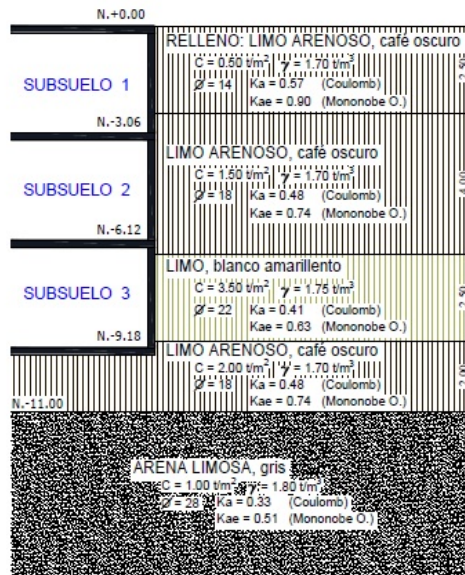 N.+0.00
RELLENO: LIMO ARENOSO, café oscuro
C = 0.50 t/m² γ = 1.70 t/m³
Ø = 14 Ka = 0.57 (Coulomb)
Kae = 0.90 (Mononobe O.)
SUBSUELO 1
N.-3.06
LIMO ARENOSO, café oscuro
C = 1.50 t/m² γ = 1.70 t/m³
Ø = 18 Ka = 0.48 (Coulomb)
Kae = 0.74 (Mononobe O.)
4.00
SUBSUELO 2
N.-6.12
LIMO, blanco amarillento
C = 3.50 t/m² γ = 1.75 t/m³
Ø = 22 Ka = 0.41 (Coulomb)
Kae = 0.63 (Mononobe O.)
SUBSUELO 3
N.-9.18
LIMO ARENOSO, café oscuro
C = 2.00 t/m² γ = 1.70 t/m³
Ø = 18 Ka = 0.48 (Coulomb)
Kae = 0.74 (Mononobe O.)
2.00
N.-11.00
ARENA LIMOSA, gris
C = 1.00 t/m² γ = 1.80 t/m³
Ø = 28 Ka = 0.33 (Coulomb)
Kae = 0.51 (Mononobe O.)